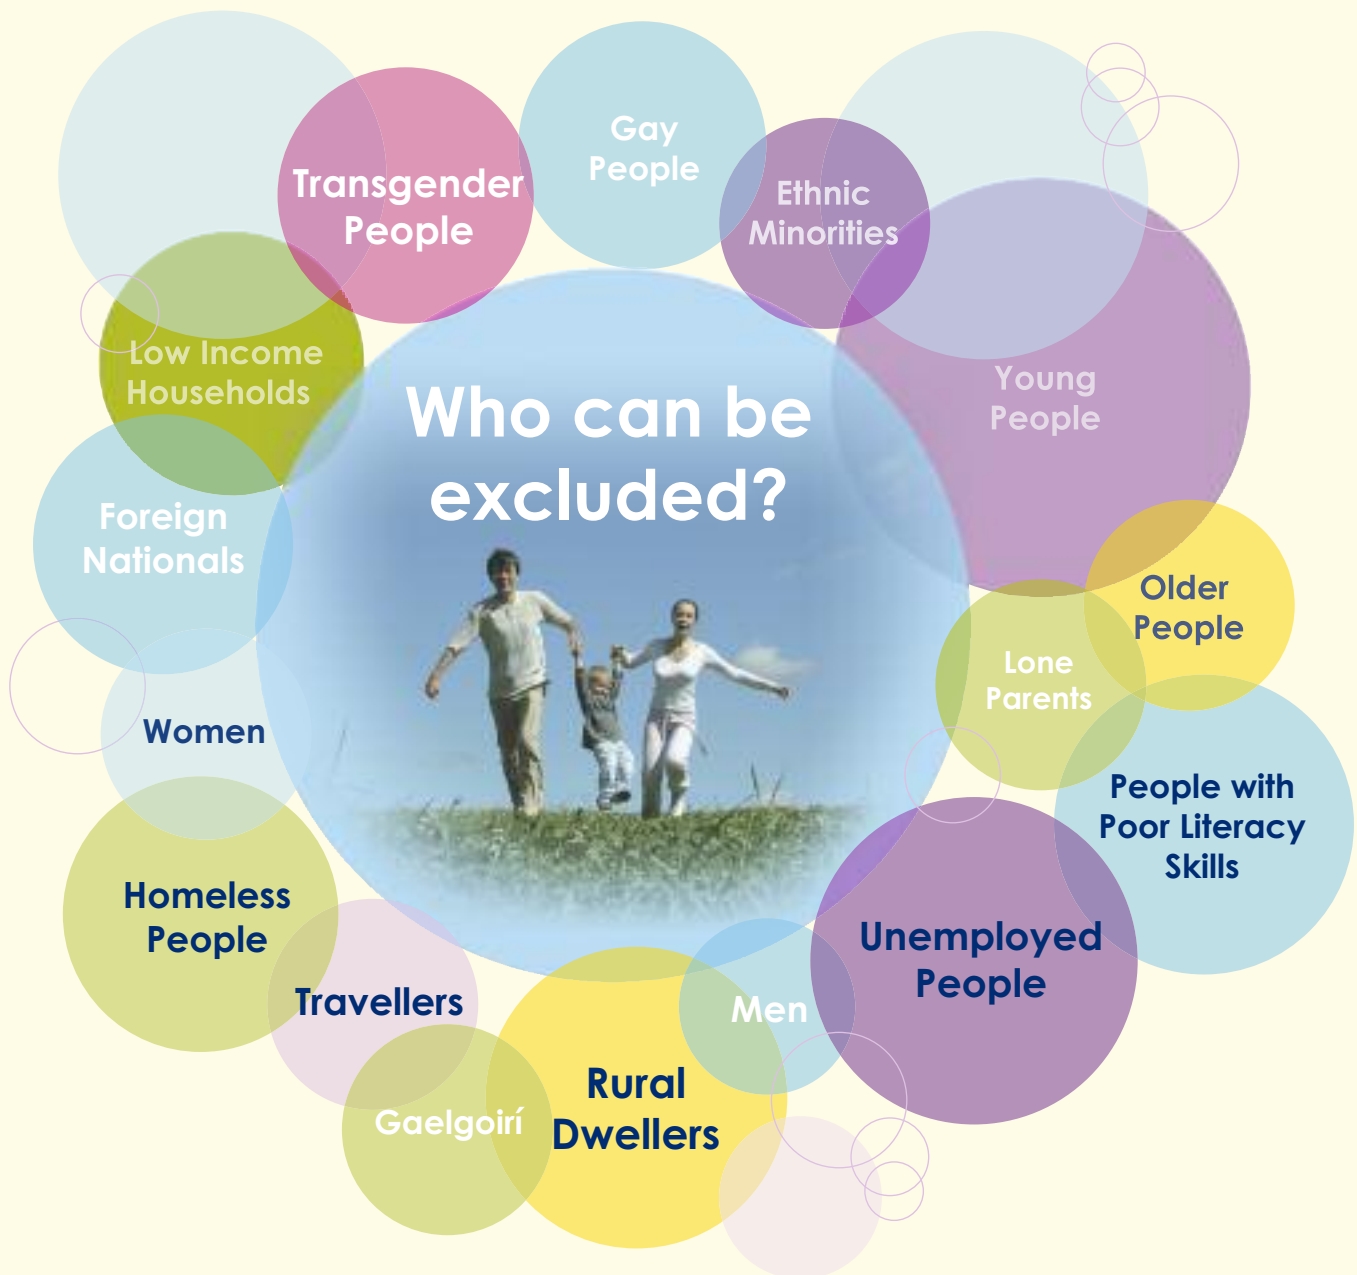 Gay
People
Transgender
People
Ethnic
Minorities
Low Income
Households
Young
People
Who can be
excluded?
Foreign
Nationals
Older
People
Lone
Parents
Women
People with
Poor Literacy
Skills
Homeless
People
Unemployed
People
Travellers
Men
Rural
Dwellers
Gaelgoirí